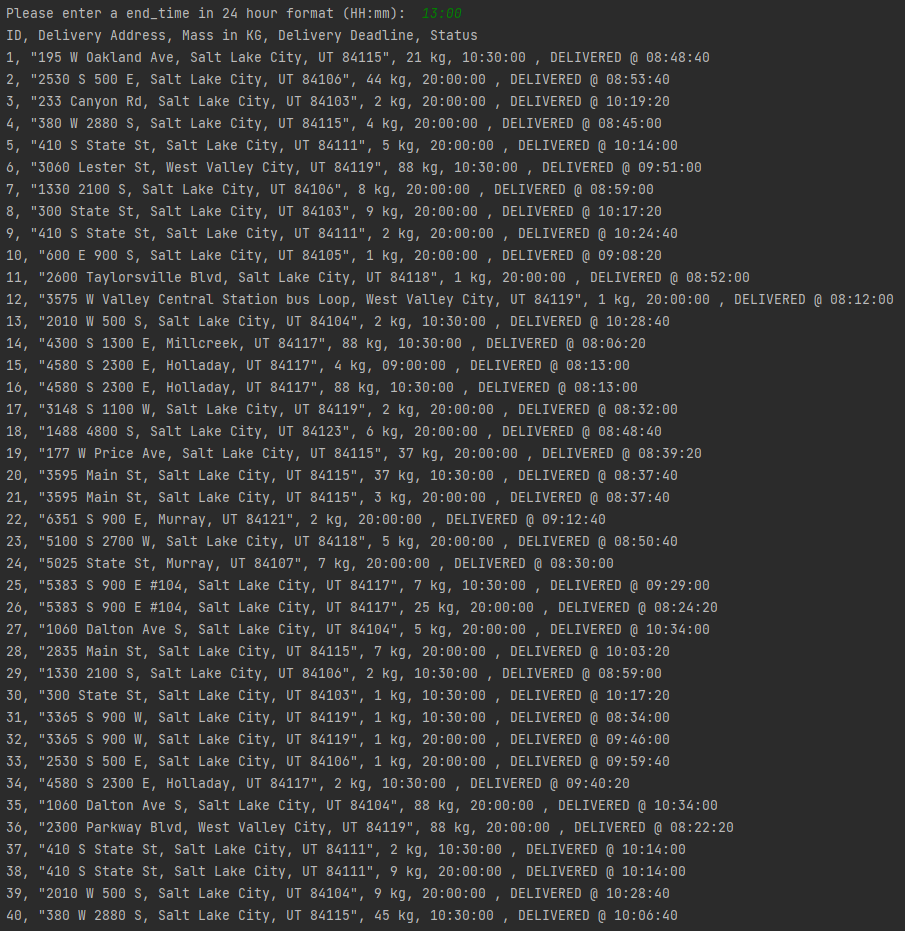 Please enter a end_time in 24 hour format (HH:mm):  13:00
ID, Delivery Address, Mass in KG, Delivery Deadline, Status
1, "195 W Oakland Ave, Salt Lake City, UT 84115", 21 kg, 10:30:00 , DELIVERED @ 08:48:40
2, "2530 S 500 E, Salt Lake City, UT 84106", 44 kg, 20:00:00 , DELIVERED @ 08:53:40
3, "233 Canyon Rd, Salt Lake City, UT 84103", 2 kg, 20:00:00 , DELIVERED @ 10:19:20
4, "380 W 2880 S, Salt Lake City, UT 84115", 4 kg, 20:00:00 , DELIVERED @ 08:45:00
5, "410 S State St, Salt Lake City, UT 84111", 5 kg, 20:00:00 , DELIVERED @ 10:14:00
6, "3060 Lester St, West Valley City, UT 84119", 88 kg, 10:30:00 , DELIVERED @ 09:51:00
7, "1330 2100 S, Salt Lake City, UT 84106", 8 kg, 20:00:00 , DELIVERED @ 08:59:00
8, "300 State St, Salt Lake City, UT 84103", 9 kg, 20:00:00 , DELIVERED @ 10:17:20
9, "410 S State St, Salt Lake City, UT 84111", 2 kg, 20:00:00 , DELIVERED @ 10:24:40
10, "600 E 900 S, Salt Lake City, UT 84105", 1 kg, 20:00:00 , DELIVERED @ 09:08:20
11, "2600 Taylorsville Blvd, Salt Lake City, UT 84118", 1 kg, 20:00:00 , DELIVERED @ 08:52:00
12, "3575 W Valley Central Station bus Loop, West Valley City, UT 84119", 1 kg, 20:00:00 , DELIVERED @ 08:12:00
13, "2010 W 500 S, Salt Lake City, UT 84104", 2 kg, 10:30:00 , DELIVERED @ 10:28:40
14, "4300 S 1300 E, Millcreek, UT 84117", 88 kg, 10:30:00 , DELIVERED @ 08:06:20
15, "4580 S 2300 E, Holladay, UT 84117", 4 kg, 09:00:00 , DELIVERED @ 08:13:00
16, "4580 S 2300 E, Holladay, UT 84117", 88 kg, 10:30:00 , DELIVERED @ 08:13:00
17, "3148 S 1100 W, Salt Lake City, UT 84119", 2 kg, 20:00:00 , DELIVERED @ 08:32:00
18, "1488 4800 S, Salt Lake City, UT 84123", 6 kg, 20:00:00 , DELIVERED @ 08:48:40
19, "177 W Price Ave, Salt Lake City, UT 84115", 37 kg, 20:00:00 , DELIVERED @ 08:39:20
20, "3595 Main St, Salt Lake City, UT 84115", 37 kg, 10:30:00 , DELIVERED @ 08:37:40
21, "3595 Main St, Salt Lake City, UT 84115", 3 kg, 20:00:00 , DELIVERED @ 08:37:40
22, "6351 S 900 E, Murray, UT 84121", 2 kg, 20:00:00 , DELIVERED @ 09:12:40
23, "5100 S 2700 W, Salt Lake City, UT 84118", 5 kg, 20:00:00 , DELIVERED @ 08:50:40
24, "5025 State St, Murray, UT 84107", 7 kg, 20:00:00 , DELIVERED @ 08:30:00
25, "5383 S 900 E #104, Salt Lake City, UT 84117", 7 kg, 10:30:00 , DELIVERED @ 09:29:00
26, "5383 S 900 E #104, Salt Lake City, UT 84117", 25 kg, 20:00:00 , DELIVERED @ 08:24:20
27, "1060 Dalton Ave S, Salt Lake City, UT 84104", 5 kg, 20:00:00 , DELIVERED @ 10:34:00
28, "2835 Main St, Salt Lake City, UT 84115", 7 kg, 20:00:00 , DELIVERED @ 10:03:20
29, "1330 2100 S, Salt Lake City, UT 84106", 2 kg, 10:30:00 , DELIVERED @ 08:59:00
30, "300 State St, Salt Lake City, UT 84103", 1 kg, 10:30:00 , DELIVERED @ 10:17:20
31, "3365 S 900 W, Salt Lake City, UT 84119", 1 kg, 10:30:00 , DELIVERED @ 08:34:00
32, "3365 S 900 W, Salt Lake City, UT 84119", 1 kg, 20:00:00 , DELIVERED @ 09:46:00
33, "2530 S 500 E, Salt Lake City, UT 84106", 1 kg, 20:00:00 , DELIVERED @ 09:59:40
34, "4580 S 2300 E, Holladay, UT 84117", 2 kg, 10:30:00 , DELIVERED @ 09:40:20
35, "1060 Dalton Ave S, Salt Lake City, UT 84104", 88 kg, 20:00:00 , DELIVERED @ 10:34:00
36, "2300 Parkway Blvd, West Valley City, UT 84119", 88 kg, 20:00:00 , DELIVERED @ 08:22:20
37, "410 S State St, Salt Lake City, UT 84111", 2 kg, 10:30:00 , DELIVERED @ 10:14:00
38, "410 S State St, Salt Lake City, UT 84111", 9 kg, 20:00:00 , DELIVERED @ 10:14:00
39, "2010 W 500 S, Salt Lake City, UT 84104", 9 kg, 20:00:00 , DELIVERED @ 10:28:40
40, "380 W 2880 S, Salt Lake City, UT 84115", 45 kg, 10:30:00 , DELIVERED @ 10:06:40